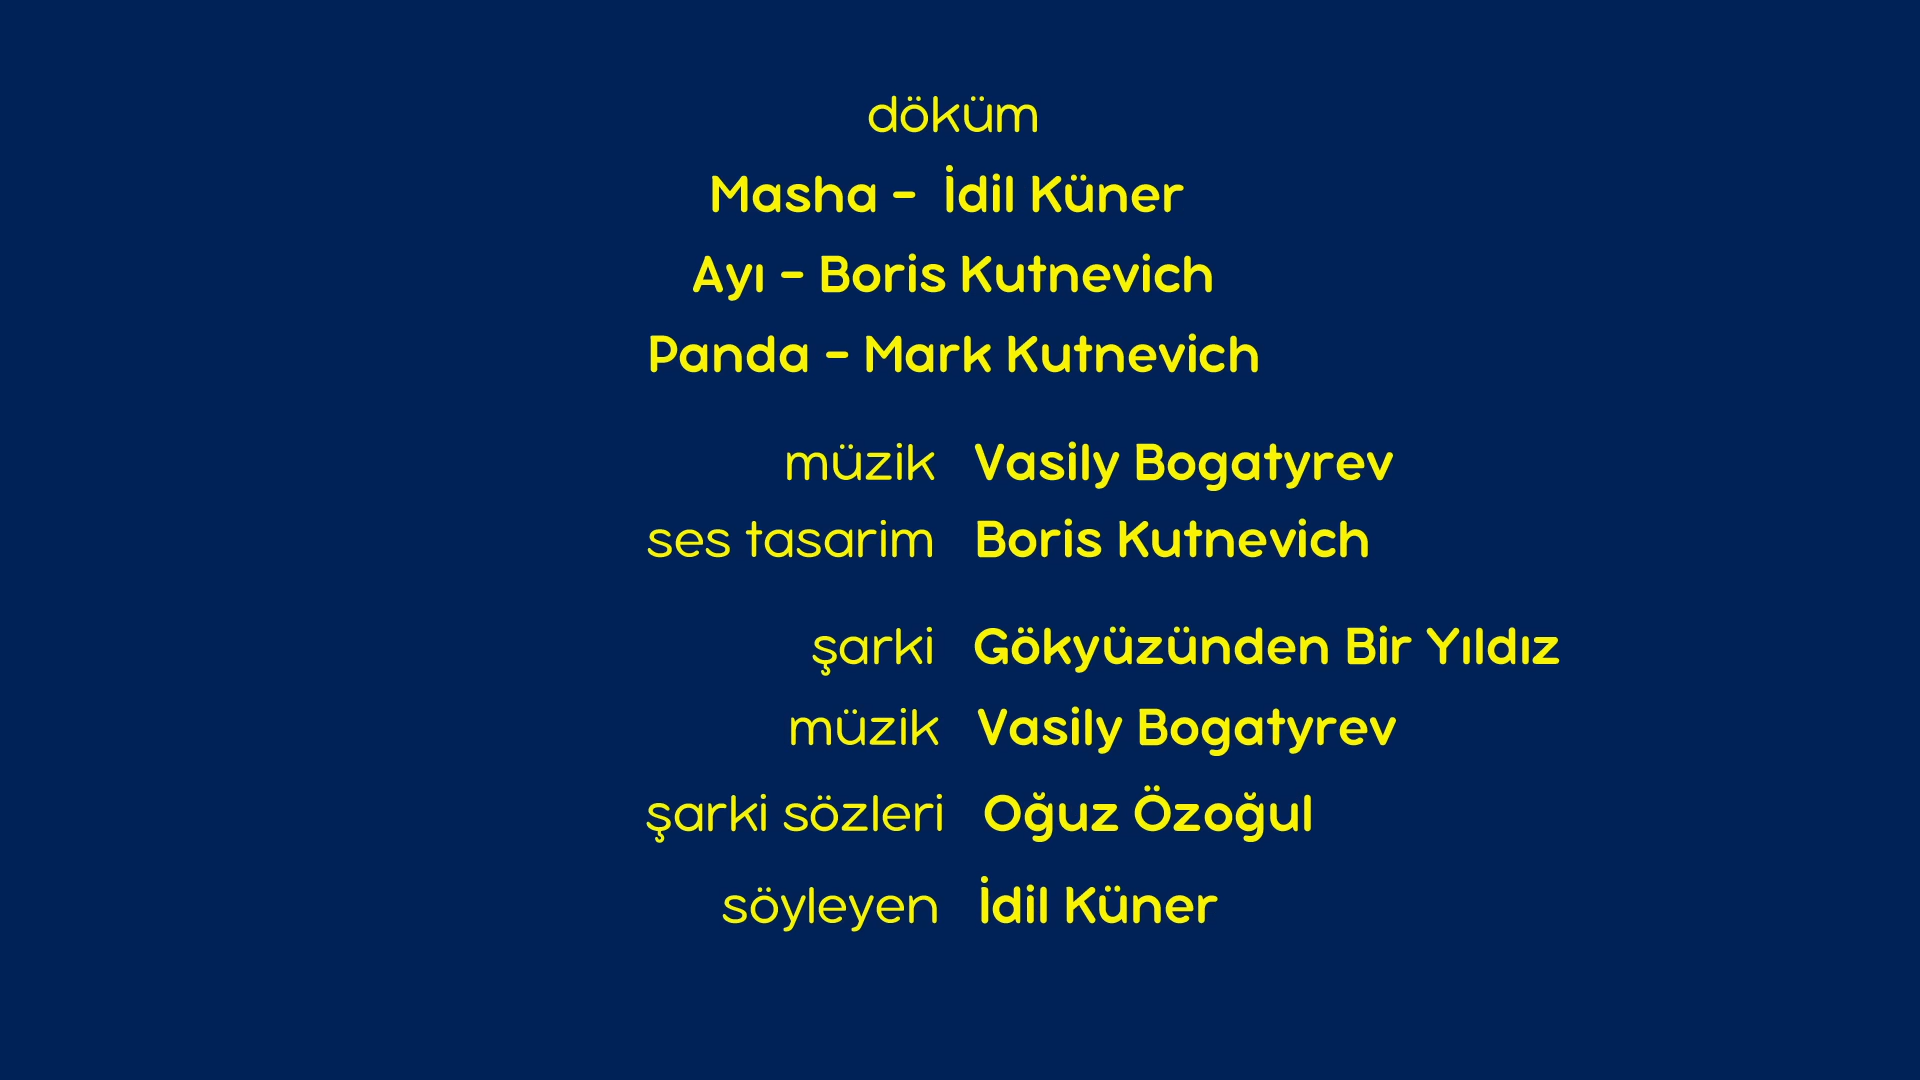 döküm
Masha - İdil Küner
Ayı - Boris Kutnevich
Panda - Mark Kutnevich
müzik Vasily Bogatyrev
ses tasarim Boris Kutnevich
şarki Gökyüzünden Bir Yıldız
müzik Vasily Bogatyrev
şarki sözleri Oğuz Özoğul
söyleyen İdil Küner